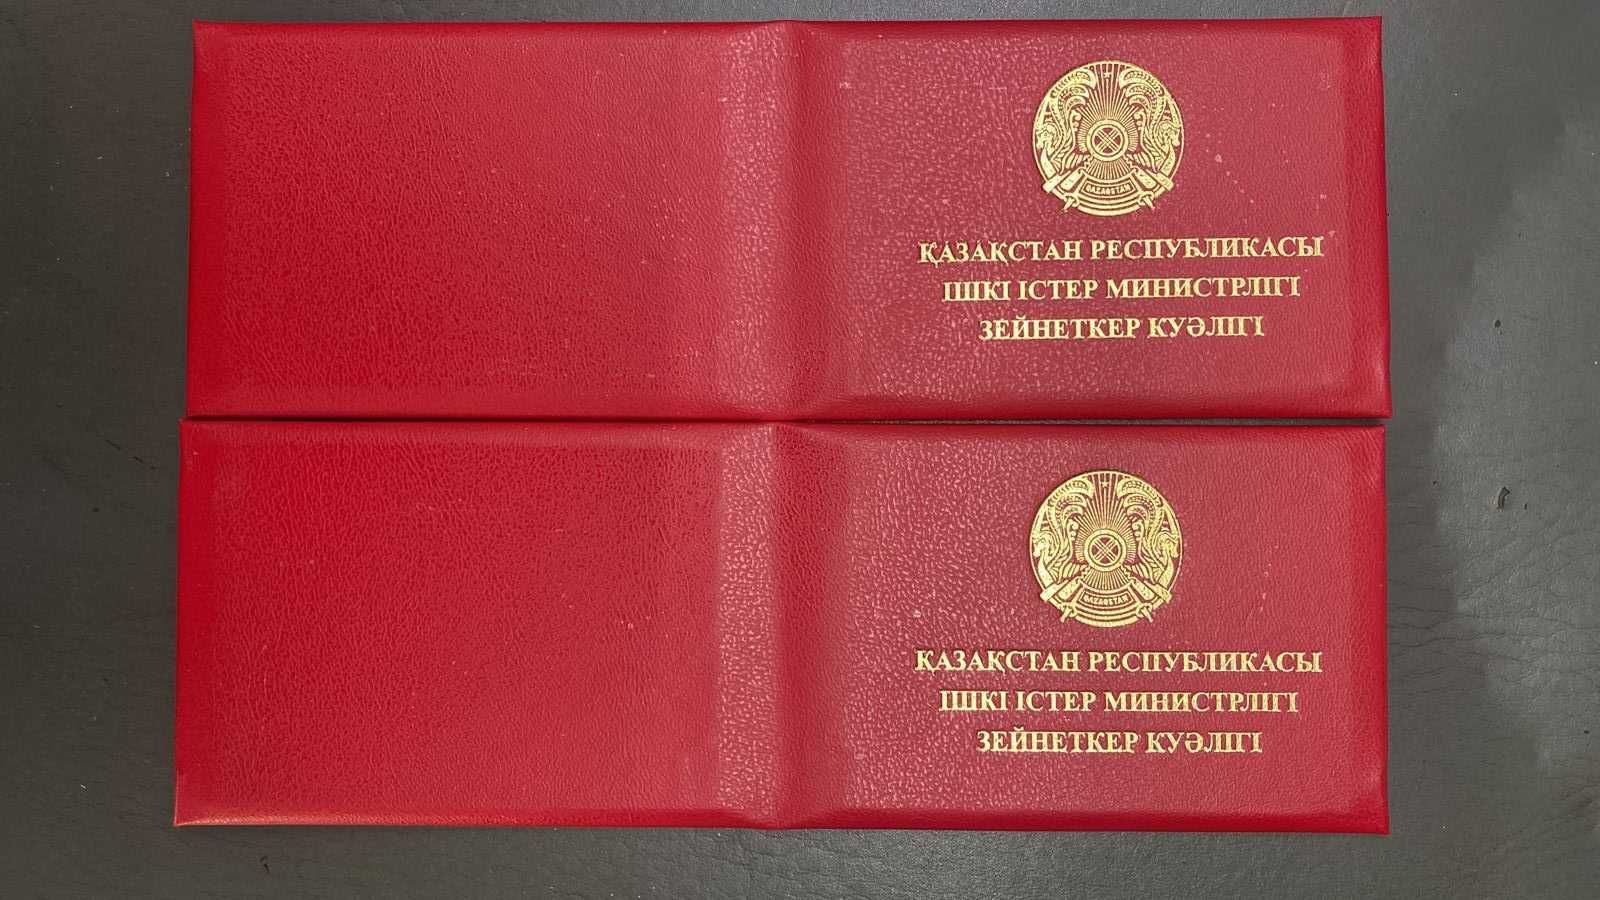 QAZAQSTAN
ҚАЗАҚСТАН РЕСПУБЛИКАСЫ
ІШКІ ІСТЕР МИНИСТРЛІГІ
ЗЕЙНЕТКЕР КУӘЛІГІ
QAZAQSTAN
ҚАЗАҚСТАН РЕСПУБЛИКАСЫ
ІШКІ ІСТЕР МИНИСТРЛІГІ
ЗЕЙНЕТКЕР КУӘЛІГІ